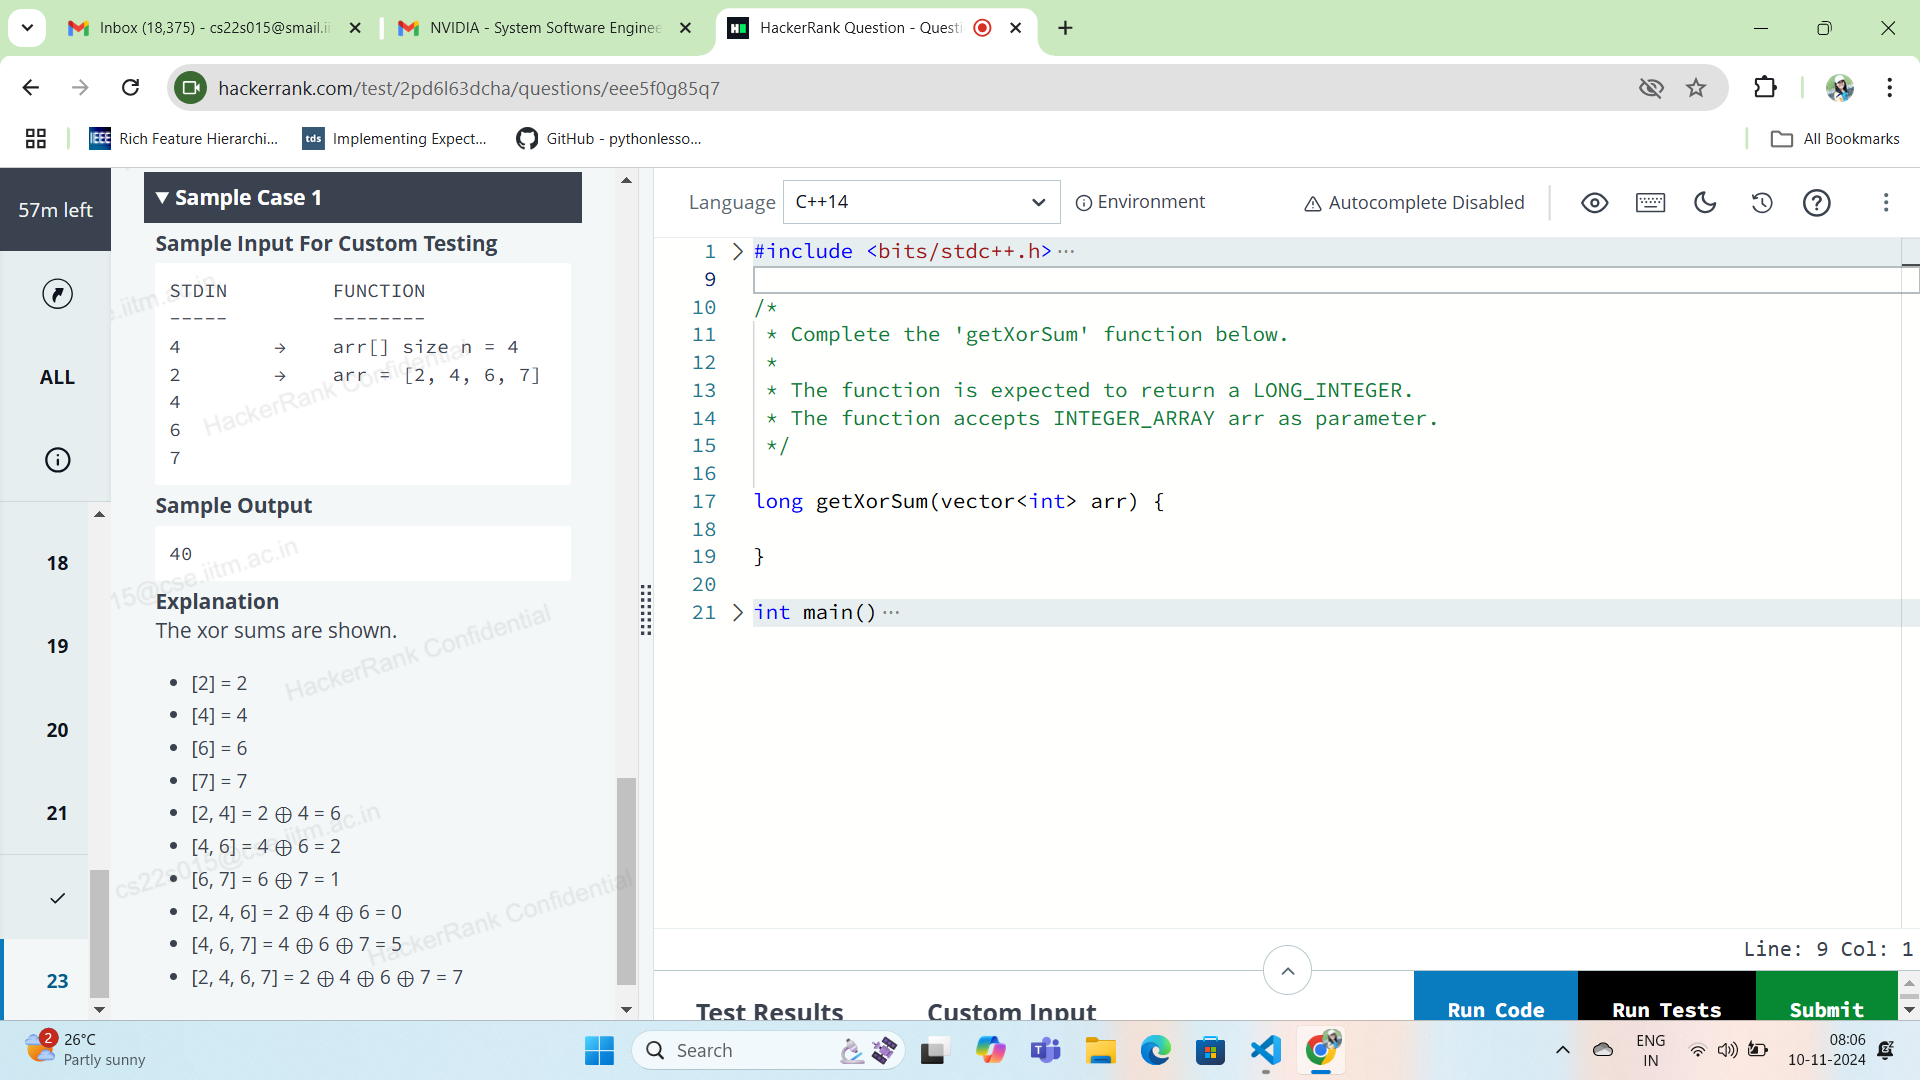 Inbox (18,375) - cs22s015@smail.ii
NVIDIA - System Software Enginee
HackerRank Question - Questi
hackerrank.com/test/2pd6l63dcha/questions/eee5f0g85q7
Rich Feature Hierarchi...
Implementing Expect...
GitHub - pythonlesso...
All Bookmarks
57m left
ALL
18
19
20
21
23
Sample Case 1
Sample Input For Custom Testing
STDIN FUNCTION
----- --------
4 → arr[] size n = 4
2 → arr = [2, 4, 6, 7]
4
6
7
Sample Output
40
Explanation
The xor sums are shown.
• [2] = 2
• [4] = 4
• [6] = 6
• [7] = 7
• [2, 4] = 2 ⊕ 4 = 6
• [4, 6] = 4 ⊕ 6 = 2
• [6, 7] = 6 ⊕ 7 = 1
• [2, 4, 6] = 2 ⊕ 4 ⊕ 6 = 0
• [4, 6, 7] = 4 ⊕ 6 ⊕ 7 = 5
• [2, 4, 6, 7] = 2 ⊕ 4 ⊕ 6 ⊕ 7 = 7
HackerRank Confidential
15@cse.iitm.ac.in
HackerRank Confidential
cs22s015@cse.iitm.ac.in
HackerRank Confidential
Language C++14 Environment Autocomplete Disabled
1 #include <bits/stdc++.h>···
9
10 /*
11 * Complete the 'getXorSum' function below.
12 *
13 * The function is expected to return a LONG_INTEGER.
14 * The function accepts INTEGER_ARRAY arr as parameter.
15 */
16
17 long getXorSum(vector<int> arr) {
18
19 }
20
21 int main()···
Line: 9 Col: 1
Test Results Custom Input Run Code Run Tests Submit
2
26°C
Partly sunny
Search
ENG
IN
08:06
10-11-2024